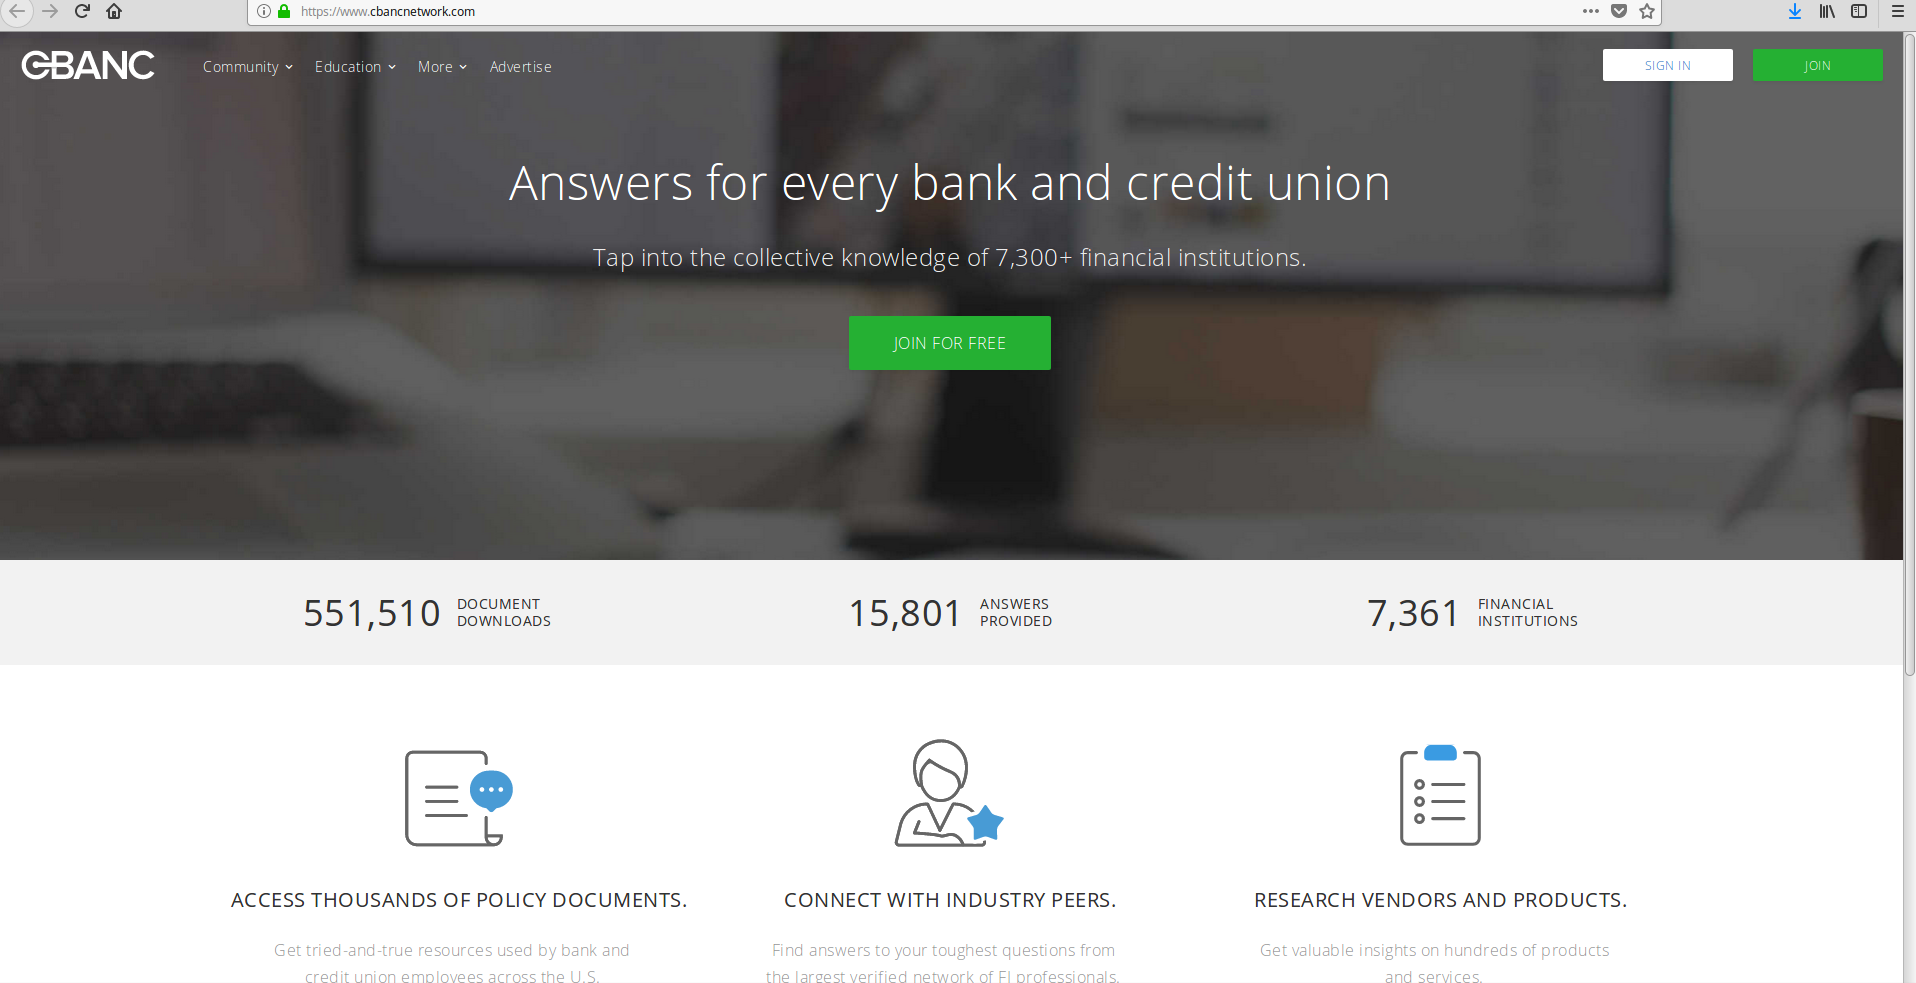 https://www.cbancnetwork.com
CBANC
Community
Education
More
Advertise
SIGN IN
JOIN
Answers for every bank and credit union
Tap into the collective knowledge of 7,300+ financial institutions.
JOIN FOR FREE
551,510
DOCUMENT
DOWNLOADS
15,801
ANSWERS
PROVIDED
7,361
FINANCIAL
INSTITUTIONS
ACCESS THOUSANDS OF POLICY DOCUMENTS.
Get tried-and-true resources used by bank and
credit union employees across the U.S.
CONNECT WITH INDUSTRY PEERS.
Find answers to your toughest questions from
the largest verified network of FI professionals.
RESEARCH VENDORS AND PRODUCTS.
Get valuable insights on hundreds of products
and services.